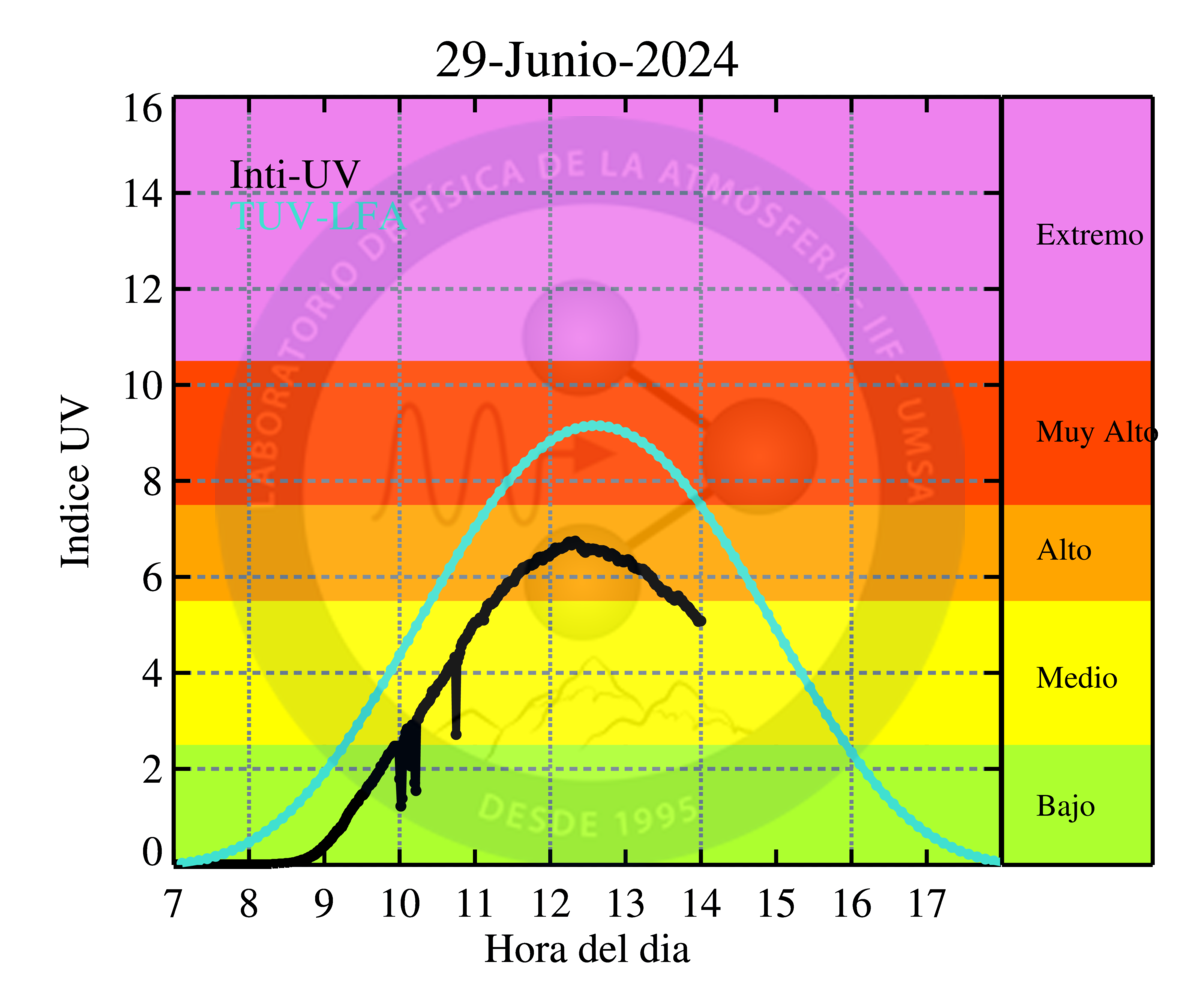 29-Junio-2024
Inti-UV
TUV-LFA
LABORATORIO DE FÍSICA DE LA ATMÓSFERA - IIF - UMSA
DESDE 1995
Indice UV
16
14
12
10
8
6
4
2
0
Extremo
Muy Alto
Alto
Medio
Bajo
7 8 9 10 11 12 13 14 15 16 17
Hora del dia